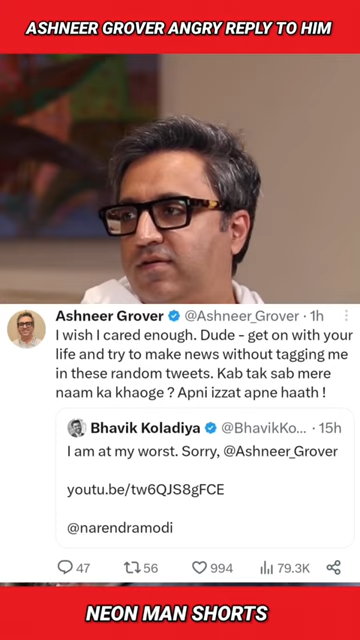 ASHNEER GROVER ANGRY REPLY TO HIM
Ashneer Grover @Ashneer_Grover · 1h
I wish I cared enough. Dude - get on with your
life and try to make news without tagging me
in these random tweets. Kab tak sab mere
naam ka khaoge ? Apni izzat apne haath !
Bhavik Koladiya @BhavikKo... · 15h
I am at my worst. Sorry, @Ashneer_Grover
youtu.be/tw6QJS8gFCE
@narendramodi
47 56 994 79.3K
NEON MAN SHORTS